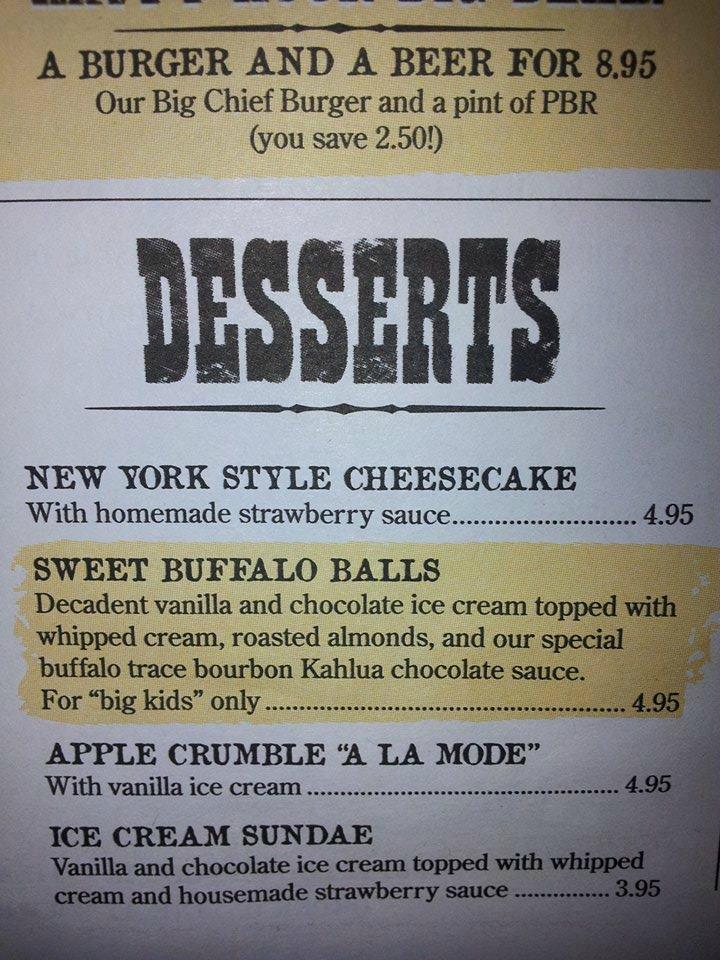 A BURGER AND A BEER FOR 8.95
Our Big Chief Burger and a pint of PBR
(you save 2.50!)
DESSERTS
NEW YORK STYLE CHEESECAKE
With homemade strawberry sauce........................... 4.95
SWEET BUFFALO BALLS
Decadent vanilla and chocolate ice cream topped with
whipped cream, roasted almonds, and our special
buffalo trace bourbon Kahlua chocolate sauce.
For “big kids” only .................................................... 4.95
APPLE CRUMBLE “A LA MODE”
With vanilla ice cream ............................................. 4.95
ICE CREAM SUNDAE
Vanilla and chocolate ice cream topped with whipped
cream and housemade strawberry sauce ............... 3.95